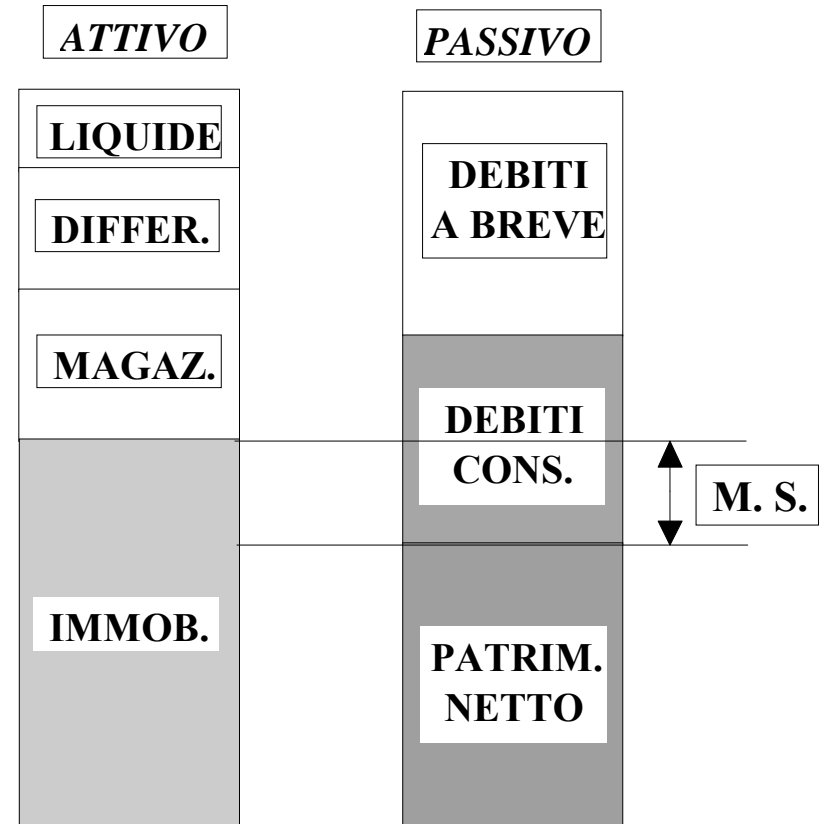 ATTIVO
PASSIVO
LIQUIDE
DIFFER.
MAGAZ.
IMMOB.
DEBITI
A BREVE
DEBITI
CONS.
PATRIM.
NETTO
M. S.